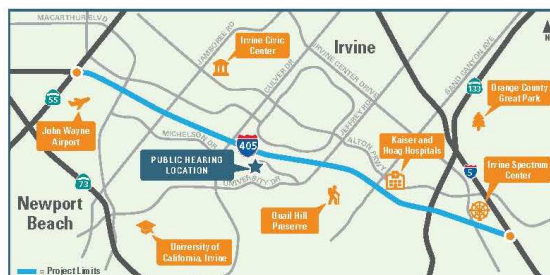 MACARTHUR BLVD
JAMBOREE RD
Irvine Civic
Center
CULVER DR
IRVINE CENTER DRIVE
Irvine
SAND CANYON AVE
N
133
Orange County
Great Park
55
John Wayne
Airport
MICHELSON DR
405
JEFFREY RD
ALTON PKWY
Kaiser and
Hoag Hospitals
PUBLIC HEARING
LOCATION
UNIVERSITY DR
5
Irvine Spectrum
Center
73
Newport
Beach
Quail Hill
Preserve
University of
California, Irvine
= Project Limits